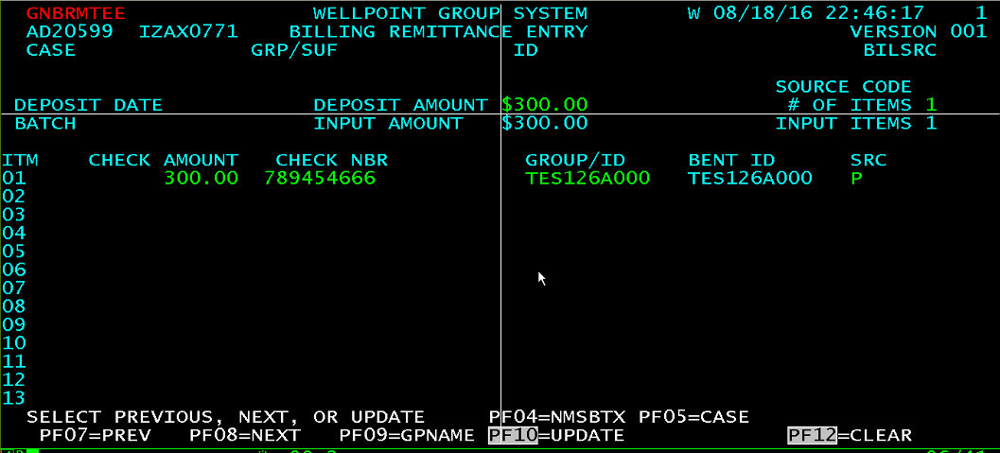 GNBRMTEE WELLPOINT GROUP SYSTEM W 08/18/16 22:46:17 1
AD20599 IZAX0771 BILLING REMITTANCE ENTRY VERSION 001
CASE GRP/SUF ID BILSRC
SOURCE CODE
DEPOSIT DATE DEPOSIT AMOUNT $300.00 # OF ITEMS 1
BATCH INPUT AMOUNT $300.00 INPUT ITEMS 1
ITM CHECK AMOUNT CHECK NBR GROUP/ID BENT ID SRC
01 300.00 789454666 TES126A000 TES126A000 P
02
03
04
05
06
07
08
09
10
11
12
13
SELECT PREVIOUS, NEXT, OR UPDATE PF04=NMSBTX PF05=CASE
PF07=PREV PF08=NEXT PF09=GPNAME PF10=UPDATE PF12=CLEAR